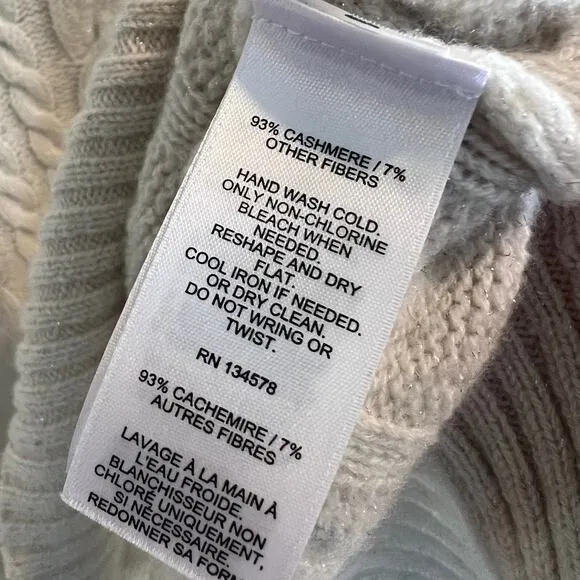 93% CASHMERE / 7%
OTHER FIBERS
HAND WASH COLD.
ONLY NON-CHLORINE
BLEACH WHEN
NEEDED.
RESHAPE AND DRY
FLAT.
COOL IRON IF NEEDED.
OR DRY CLEAN.
DO NOT WRING OR
TWIST.
RN 134578
93% CACHEMIRE / 7%
AUTRES FIBRES
LAVAGE À LA MAIN À
L'EAU FROIDE.
BLANCHISSEUR NON
CHLORÉ UNIQUEMENT,
SI NÉCESSAIRE.
REDONNER SA